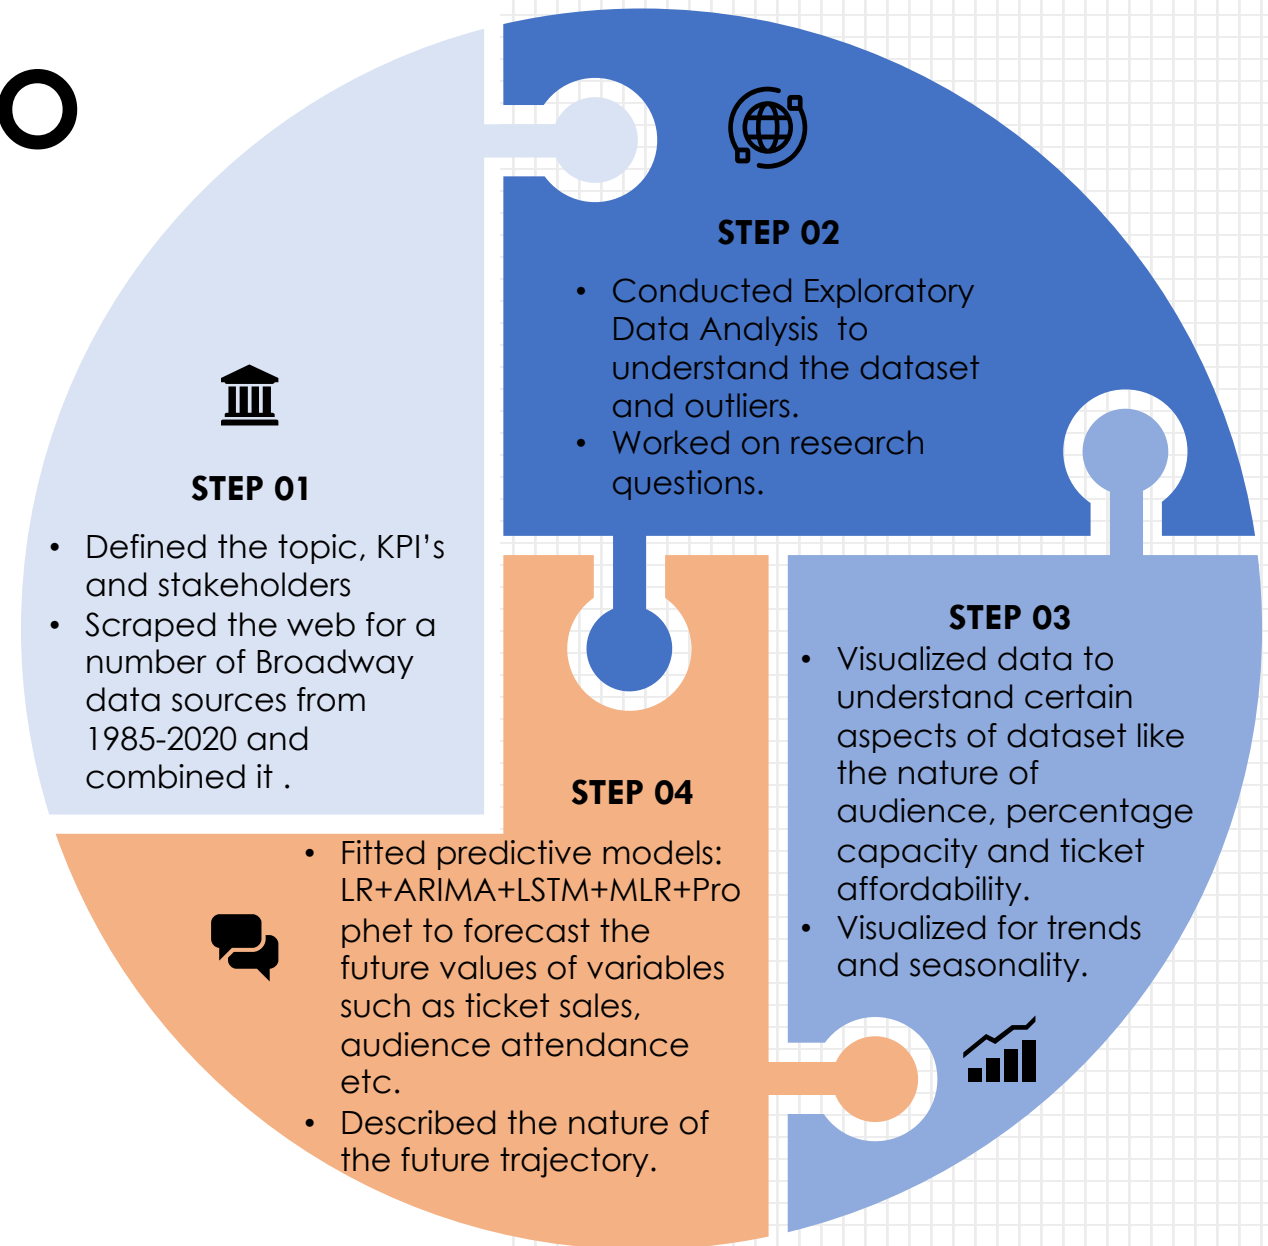 STEP 01
• Defined the topic, KPI’s
and stakeholders
• Scraped the web for a
number of Broadway
data sources from
1985-2020 and
combined it .
STEP 02
• Conducted Exploratory
Data Analysis  to
understand the dataset
and outliers.
• Worked on research
questions.
STEP 03
• Visualized data to
understand certain
aspects of dataset like
the nature of
audience, percentage
capacity and ticket
affordability.
• Visualized for trends
and seasonality.
STEP 04
• Fitted predictive models:
LR+ARIMA+LSTM+MLR+Pro
phet to forecast the
future values of variables
such as ticket sales,
audience attendance
etc.
• Described the nature of
the future trajectory.